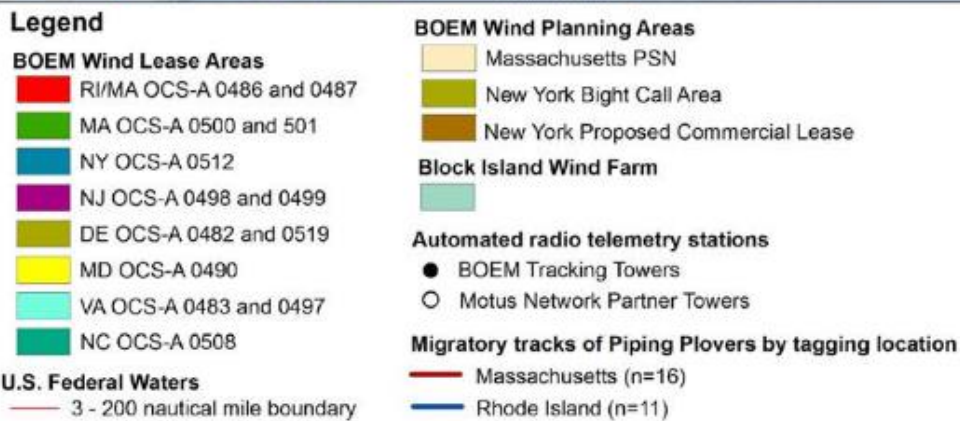 Legend
BOEM Wind Lease Areas
RI/MA OCS-A 0486 and 0487
MA OCS-A 0500 and 501
NY OCS-A 0512
NJ OCS-A 0498 and 0499
DE OCS-A 0482 and 0519
MD OCS-A 0490
VA OCS-A 0483 and 0497
NC OCS-A 0508
U.S. Federal Waters
3 - 200 nautical mile boundary
BOEM Wind Planning Areas
Massachusetts PSN
New York Bight Call Area
New York Proposed Commercial Lease
Block Island Wind Farm
Automated radio telemetry stations
BOEM Tracking Towers
Motus Network Partner Towers
Migratory tracks of Piping Plovers by tagging location
Massachusetts (n=16)
Rhode Island (n=11)